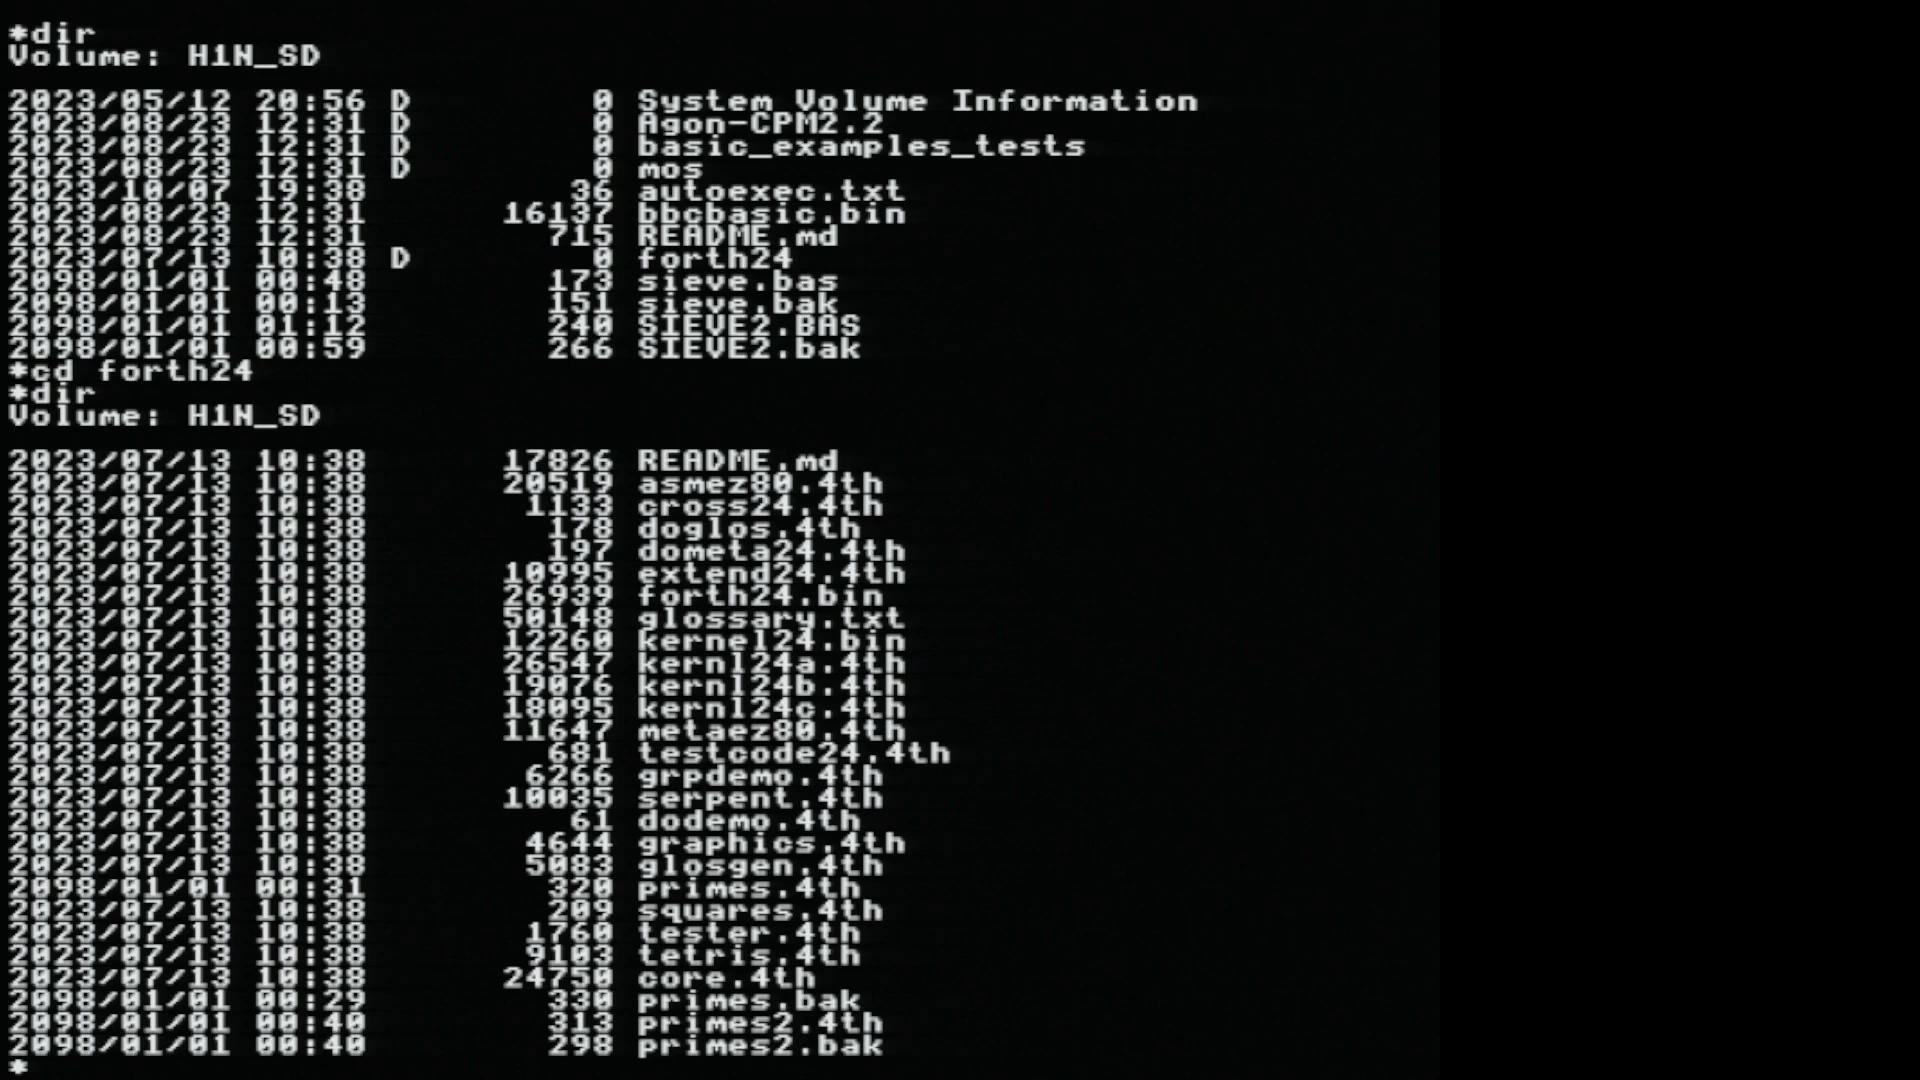 *dir
Volume: H1N_SD
2023/05/12 20:56 D 0 System Volume Information
2023/08/23 12:31 D 0 Agon-CPM2.2
2023/08/23 12:31 D 0 basic_examples_tests
2023/08/23 12:31 D 0 mos
2023/10/07 19:38 36 autoexec.txt
2023/08/23 12:31 16137 bbcbasic.bin
2023/08/23 12:31 715 README.md
2023/07/13 10:38 D 0 forth24
2098/01/01 00:48 173 sieve.bas
2098/01/01 00:13 151 sieve.bak
2098/01/01 01:12 240 SIEVE2.BAS
2098/01/01 00:59 266 SIEVE2.bak
*cd forth24
*dir
Volume: H1N_SD
2023/07/13 10:38 17826 README.md
2023/07/13 10:38 20519 asmez80.4th
2023/07/13 10:38 1133 cross24.4th
2023/07/13 10:38 178 doglos.4th
2023/07/13 10:38 197 dometa24.4th
2023/07/13 10:38 10995 extend24.4th
2023/07/13 10:38 26939 forth24.bin
2023/07/13 10:38 50148 glossary.txt
2023/07/13 10:38 12260 kernel24.bin
2023/07/13 10:38 26547 kernl24a.4th
2023/07/13 10:38 19076 kernl24b.4th
2023/07/13 10:38 18095 kernl24c.4th
2023/07/13 10:38 11647 metaez80.4th
2023/07/13 10:38 681 testcode24.4th
2023/07/13 10:38 6266 grpdemo.4th
2023/07/13 10:38 10035 serpent.4th
2023/07/13 10:38 61 dodemo.4th
2023/07/13 10:38 4644 graphics.4th
2023/07/13 10:38 5083 glosgen.4th
2098/01/01 00:31 320 primes.4th
2023/07/13 10:38 209 squares.4th
2023/07/13 10:38 1760 tester.4th
2023/07/13 10:38 9103 tetris.4th
2023/07/13 10:38 24750 core.4th
2098/01/01 00:29 330 primes.bak
2098/01/01 00:40 313 primes2.4th
2098/01/01 00:40 298 primes2.bak
*